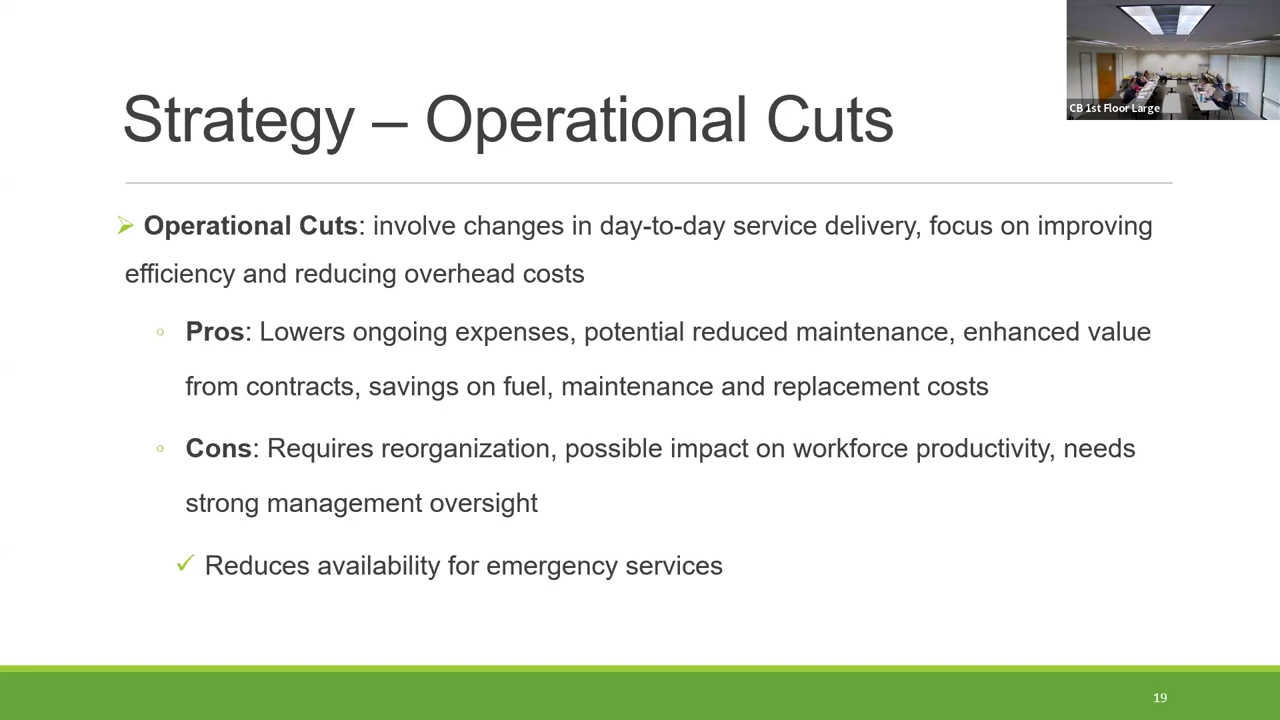 CB 1st Floor Large
Strategy – Operational Cuts
Operational Cuts: involve changes in day-to-day service delivery, focus on improving
efficiency and reducing overhead costs
Pros: Lowers ongoing expenses, potential reduced maintenance, enhanced value
from contracts, savings on fuel, maintenance and replacement costs
Cons: Requires reorganization, possible impact on workforce productivity, needs
strong management oversight
Reduces availability for emergency services
19